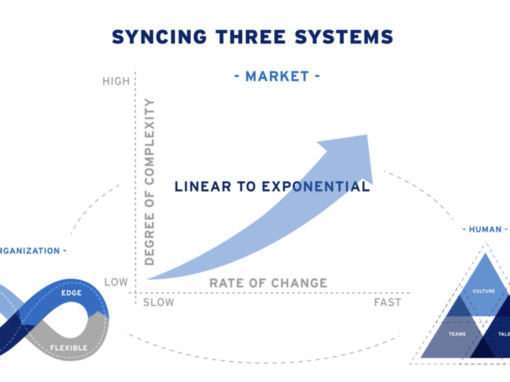 SYNCING THREE SYSTEMS
- MARKET -
HIGH
DEGREE OF COMPLEXITY
LINEAR TO EXPONENTIAL
LOW
RATE OF CHANGE
SLOW
FAST
RGANIZATION -
EDGE
FLEXIBLE
- HUMAN -
CULTURE
TEAMS
TALE